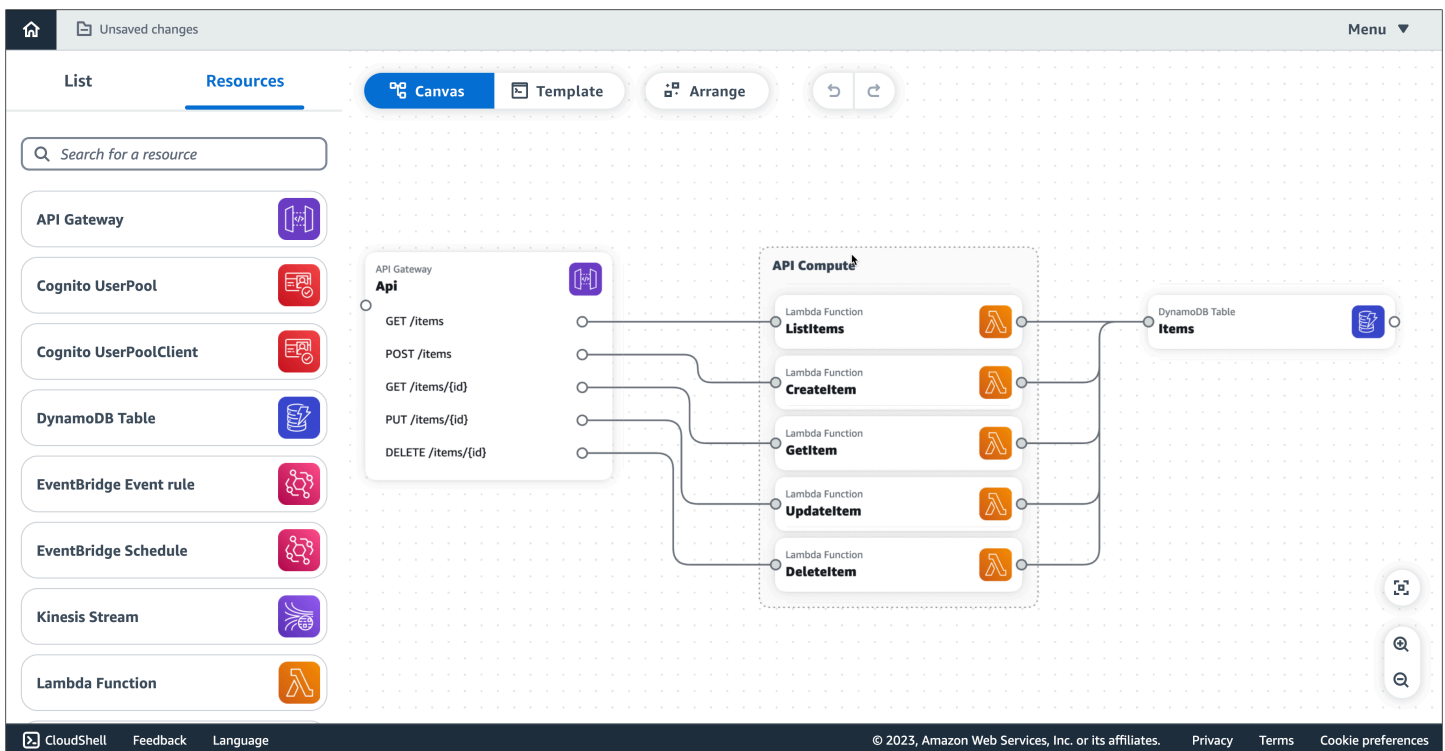 Unsaved changes
Menu ▼
List
Resources
Canvas
Template
Arrange
Search for a resource
API Gateway
Cognito UserPool
Cognito UserPoolClient
DynamoDB Table
EventBridge Event rule
EventBridge Schedule
Kinesis Stream
Lambda Function
API Gateway
Api
GET /items
POST /items
GET /items/{id}
PUT /items/{id}
DELETE /items/{id}
API Compute
Lambda Function
ListItems
Lambda Function
CreateItem
Lambda Function
GetItem
Lambda Function
UpdateItem
Lambda Function
DeleteItem
DynamoDB Table
Items
CloudShell
Feedback
Language
© 2023, Amazon Web Services, Inc. or its affiliates.
Privacy
Terms
Cookie preferences